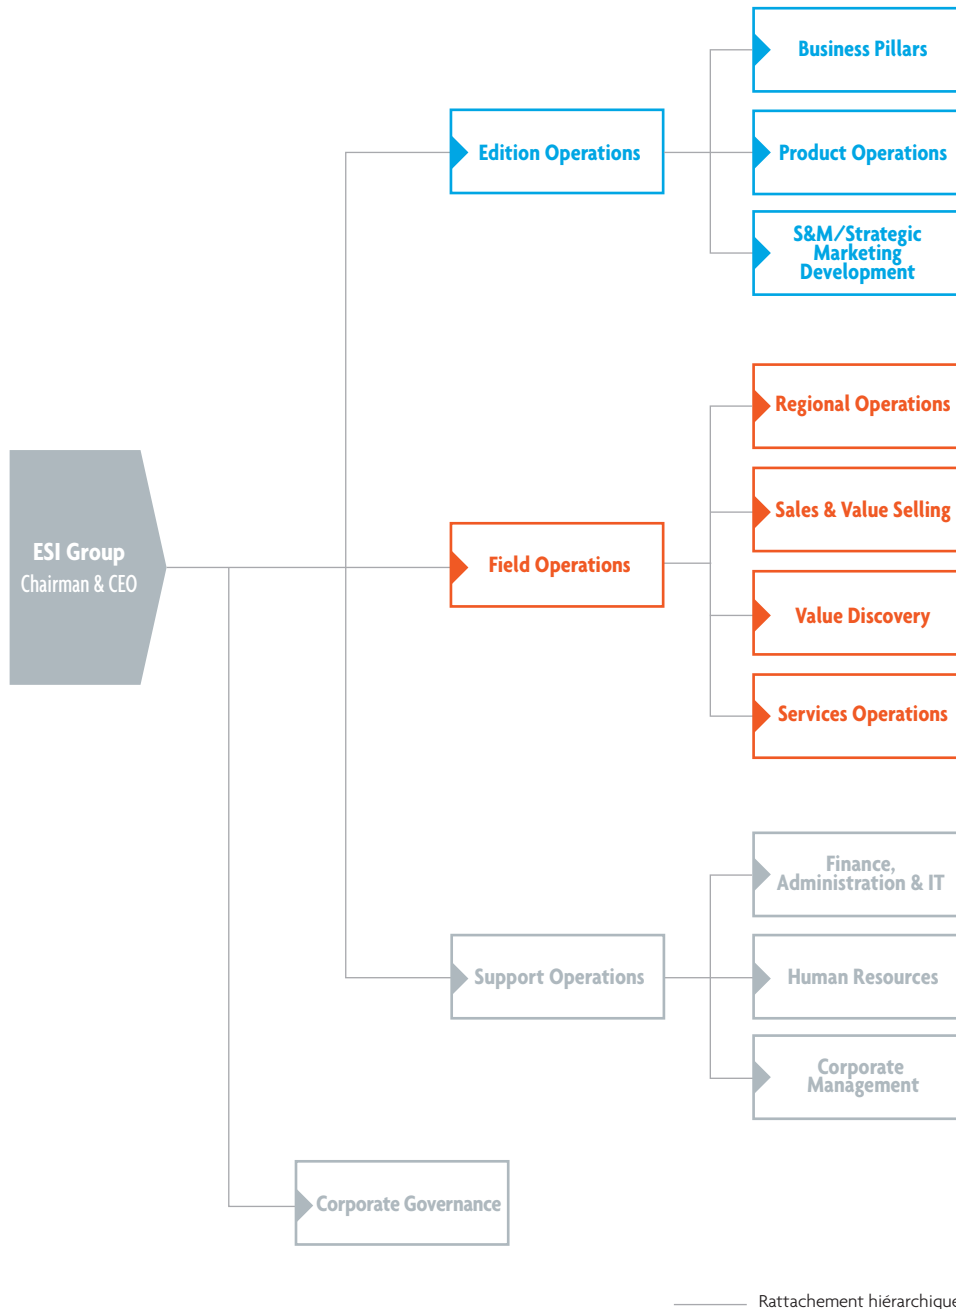 Business Pillars
Edition Operations
Product Operations
S&M/Strategic
Marketing
Development
Regional Operations
Sales & Value Selling
ESI Group
Chairman & CEO
Field Operations
Value Discovery
Services Operations
Finance,
Administration & IT
Support Operations
Human Resources
Corporate
Management
Corporate Governance
Rattachement hiérarchique